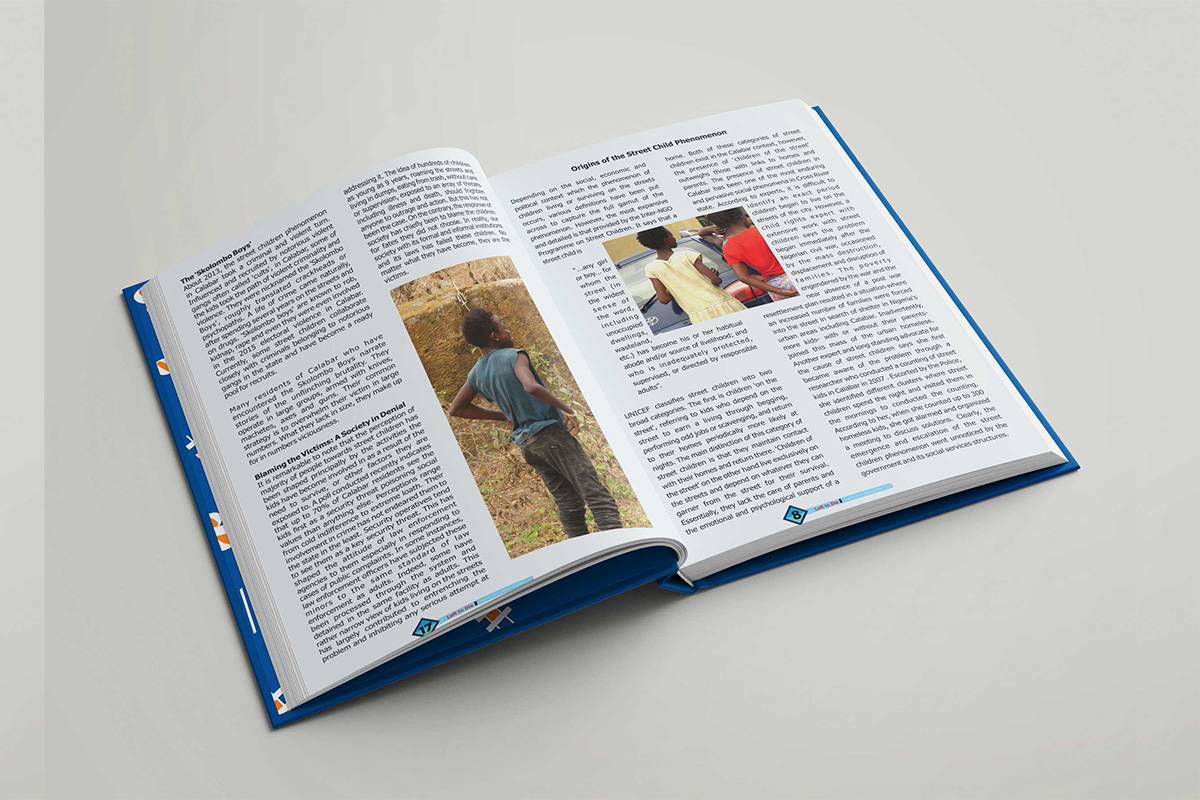 The 'Skolombo Boys'
About 2013, the street children phenomenon
in Calabar took a criminal and violent turn
influenced and recruited by notorious violent
gangs often called 'cults', in Calabar, some of
the kids took the path of violent criminality and
violence. They were nicknamed the 'Skolombo
Boys', roughly translated crackheads or
psychopaths. A life of crime came naturally,
after spending several years on the streets and
on drugs. 'Skolombo boys' are known to rob,
kidnap, rape and even they were even involved
in the 2015 electoral violence in Calabar.
Currently, some street children collaborate
closely with criminals belonging to notorious
gangs in the state and have become a ready
pool for recruits.
Many residents of Calabar who have
encountered the Skolombo Boys narrate
stories of the unflinching brutality. They
operate in large groups, armed with knives,
machetes, axes and guns. Their common
strategy is to overwhelm their victim in large
numbers. What they lack in size, they make up
for in numbers viciousness.
Blaming the Victims: A Society in Denial
It is remarkable to note that the perception of
majority of people towards street children has
been shaped principally by the activities the
kids have become involved in as a result of the
need to survive, or other factors they are
exposed to. A poll conducted recently indicated
that up to 70% of Calabar residents see the
kids first as a security threat poisoning social
values than anything else. Perceptions range
from cold indifference to extreme loath. Their
involvement in crime has not endeared them to
the state in the least. Security operatives tend
to see them as a key security threat. This has
shaped the attitude of law enforcement
agencies to them especially in responding to
cases of public complaints. In some instances,
law enforcement officers have subjected these
minors to the same standard of law
enforcement as adults. Indeed, some have
been processed through the system and
detained in the same facility as adults. This
rather narrow view of kids living on the streets
has largely contributed to entrenching the
problem and inhibiting any serious attempt at
addressing it. The idea of hundreds of children
as young as 9 years, roaming the streets and
living in dumps, eating from trash, without care
or supervision, exposed to an array of threats
including illness and death, should frighten
anyone to outrage and action. But this has not
been the case. On the contrary, the response of
society has chiefly been to blame the children
for fates they did not choose. In reality, our
society with its formal and informal institutions
and its laws has failed these children. No
matter what they have become, they are the
victims.
17
Left to Die
Origins of the Street Child Phenomenon
Depending on the social, economic and
political context which the phenomenon of
children living or surviving on the streets
occurs, various definitions have been put
across to capture the full gamut of the
phenomenon. However, the most expansive
and detailed is that provided by the Inter-NGO
Programme on Street Children. It says that a
street child is
"…any girl
or boy… for
whom the
street (in
the widest
sense of
the word,
including
unoccupied
dwellings,
wasteland,
etc.) has become his or her habitual
abode and/or source of livelihood; and
who is inadequately protected,
supervised, or directed by responsible
adults".
UNICEF classifies street children into two
broad categories. The first is children 'on the
street', referring to kids who depend on the
street to earn a living through begging,
performing odd jobs or scavenging, and return
to their homes periodically more likely at
nights. The main distinction of this category of
street children is that they maintain contact
with their homes and return there. 'Children of
the street' on the other hand live exclusively on
the streets and depend on whatever they can
garner from the street for their survival.
Essentially, they lack the care of parents and
the emotional and psychological support of a
home. Both of these categories of street
children exist in the Calabar context, however,
the presence of 'children of the street'
outweighs those with links to homes and
parents. The presence of street children in
Calabar has been one of the most enduring
and pervasive social phenomena in Cross River
state. According to experts, it is difficult to
identify an exact period
children began to live on the
streets of the city. However, a
child rights expert with
extensive work with street
children says the problem
began immediately after the
Nigerian civil war, occasioned
by the mass destruction,
displacement and disruption of
families. The poverty
engendered by the war and the
near absence of a post war
resettlement plan resulted in a situation where
an increased number of families were forced
into the street in search of shelter in Nigeria's
urban areas including Calabar. Inadvertently,
more kids- with or without their parents-
joined this mass of the urban homeless.
Another expert and long standing advocate for
the cause of street children says she first
became aware of the problem through a
researcher who conducted a counting of street
kids in Calabar in 2007. Escorted by the Police,
she identified different clusters where street
children spend the night and visited them in
the mornings to conduct the counting.
According to her, when she counted up to 300
homeless kids, she got alarmed and organized
a meeting to discuss solutions. Clearly, the
emergence and escalation of the street
children phenomenon went unnoticed by the
government and its social services structures.
8
Left to Die